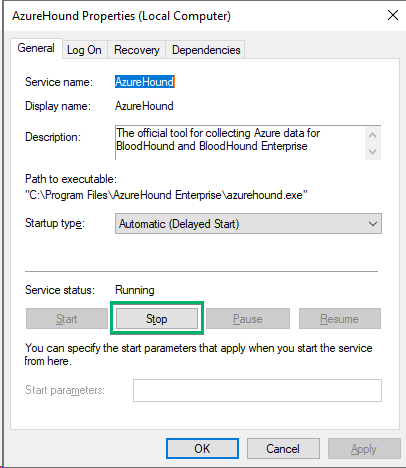 AzureHound Properties (Local Computer)
General Log On Recovery Dependencies
Service name: AzureHound
Display name: AzureHound
Description: The official tool for collecting Azure data for
BloodHound and BloodHound Enterprise
Path to executable:
"C:\Program Files\AzureHound Enterprise\azurehound.exe"
Startup type: Automatic (Delayed Start)
Service status: Running
Start Stop Pause Resume
You can specify the start parameters that apply when you start the service
from here.
Start parameters:
OK Cancel Apply